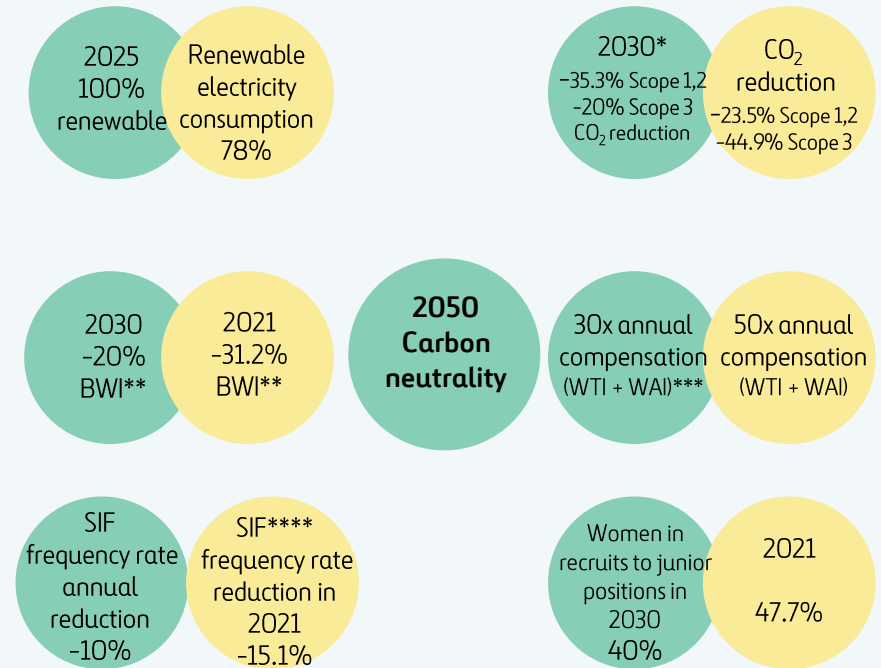 2025
100%
renewable
Renewable
electricity
consumption
78%
2030*
-35.3% Scope 1,2
-20% Scope 3
CO₂ reduction
CO₂
reduction
-23.5% Scope 1,2
-44.9% Scope 3
2030
-20%
BWI**
2021
-31.2%
BWI**
2050
Carbon
neutrality
30x annual
compensation
(WTI + WAI)***
50x annual
compensation
(WTI + WAI)
SIF
frequency rate
annual
reduction
-10%
SIF****
frequency rate
reduction in
2021
-15.1%
Women in
recruits to junior
positions in
2030
40%
2021
47.7%